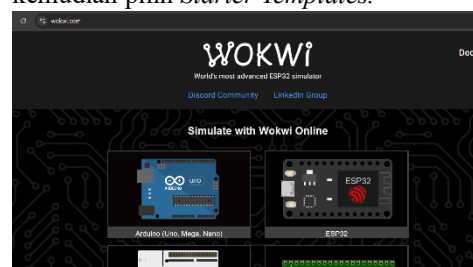 kemudian pilih Starter Templates.
wokwi.com
WOKWI
Doc
World's most advanced ESP32 simulator
Discord Community LinkedIn Group
Simulate with Wokwi Online
UNO
ARDUINO
ESP32
Arduino (Uno, Mega, Nano)
ESP32